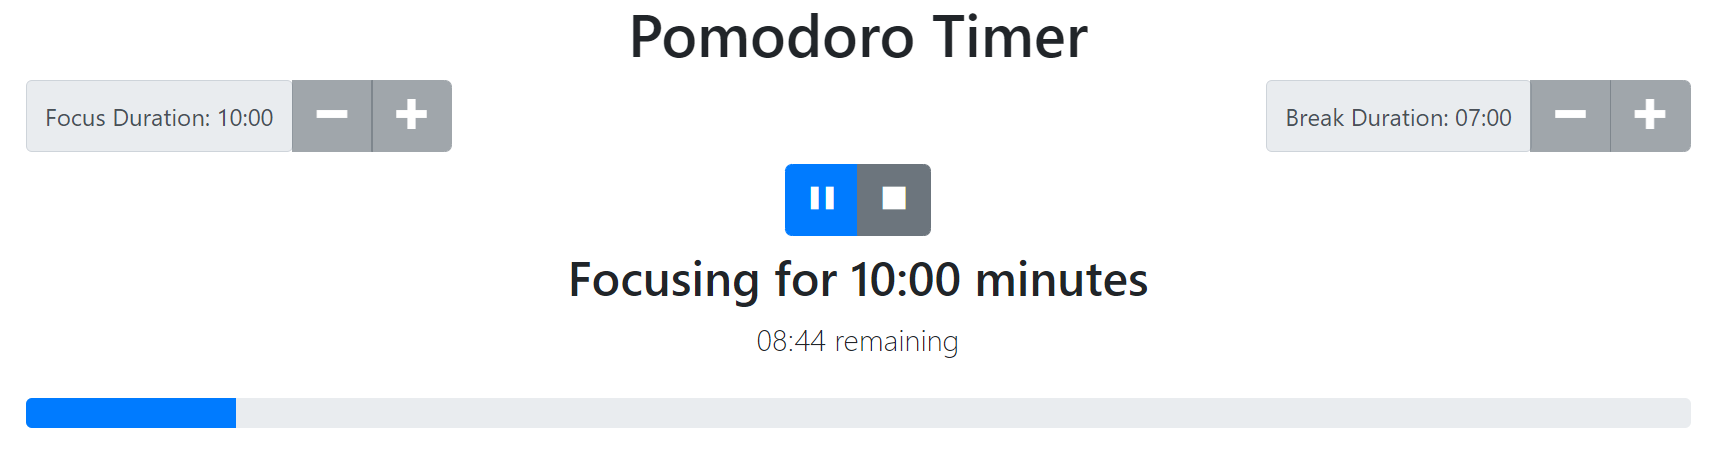 Pomodoro Timer
Focus Duration: 10:00
Break Duration: 07:00
Focusing for 10:00 minutes
08:44 remaining